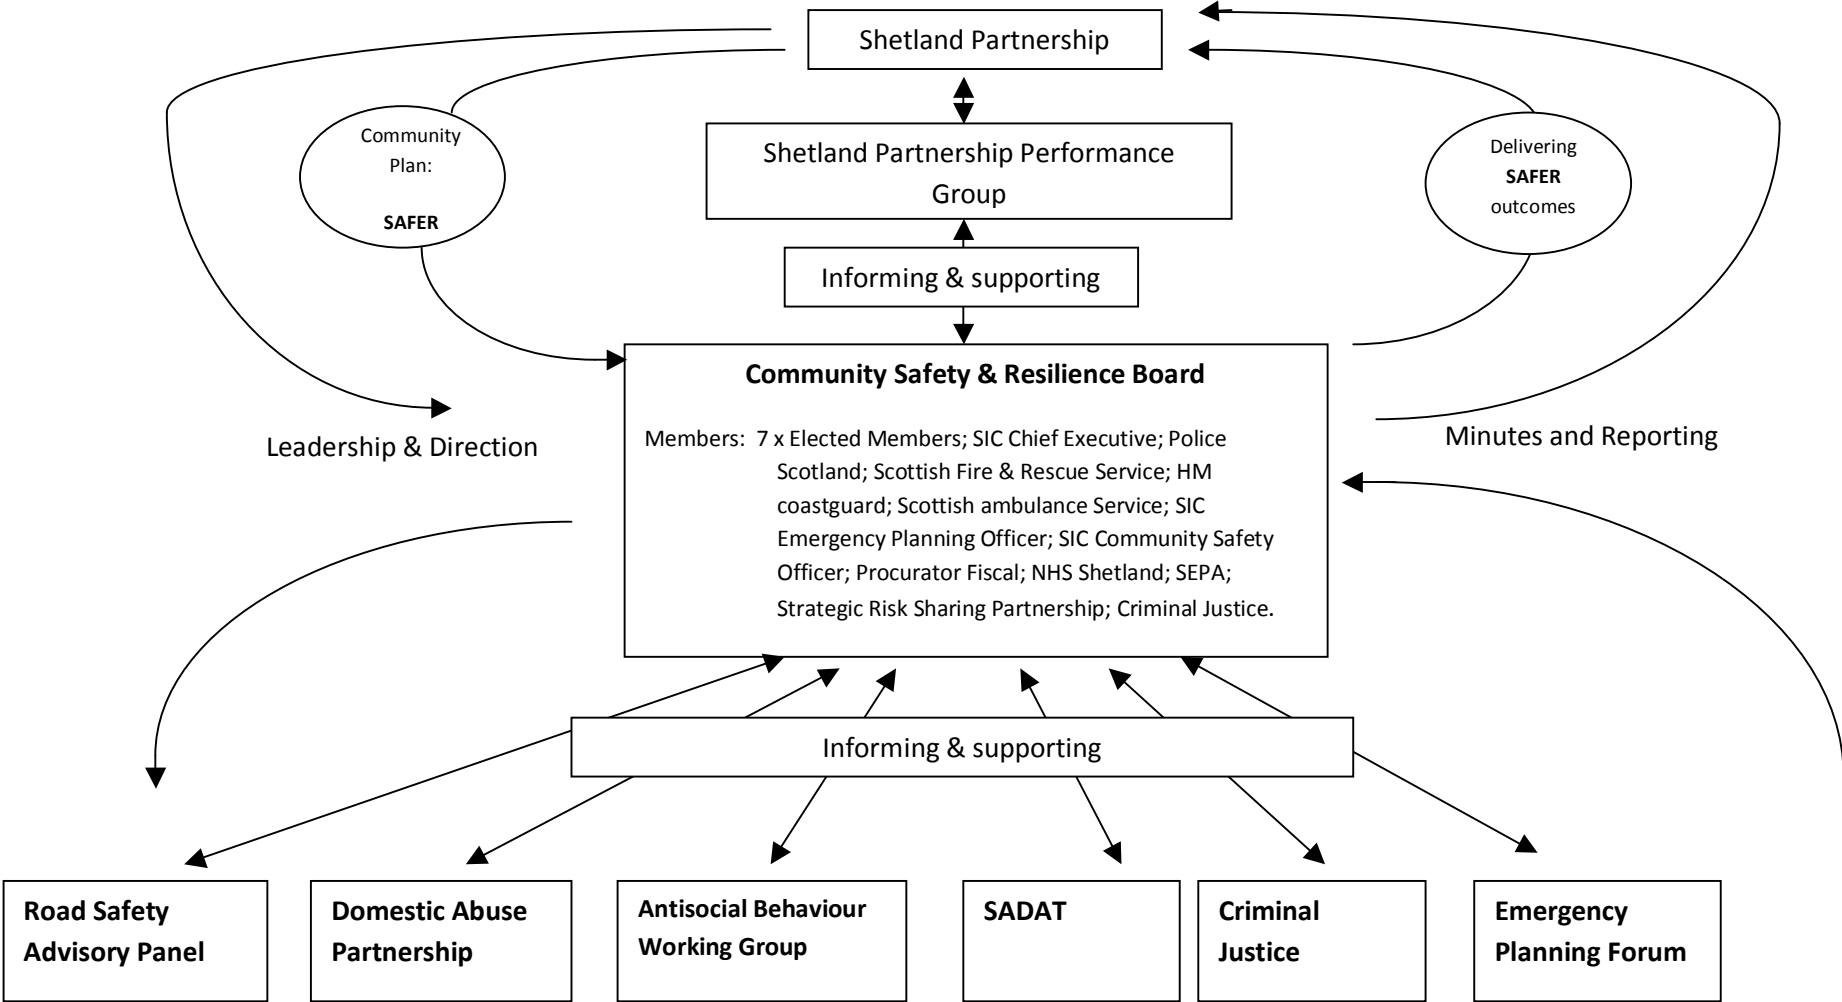 Shetland Partnership
Community
Plan:
SAFER
Shetland Partnership Performance
Group
Delivering
SAFER
outcomes
Informing & supporting
Community Safety & Resilience Board
Members: 7 x Elected Members; SIC Chief Executive; Police
Scotland; Scottish Fire & Rescue Service; HM
coastguard; Scottish ambulance Service; SIC
Emergency Planning Officer; SIC Community Safety
Officer; Procurator Fiscal; NHS Shetland; SEPA;
Strategic Risk Sharing Partnership; Criminal Justice.
Leadership & Direction
Minutes and Reporting
Informing & supporting
Road Safety
Advisory Panel
Domestic Abuse
Partnership
Antisocial Behaviour
Working Group
SADAT
Criminal
Justice
Emergency
Planning Forum